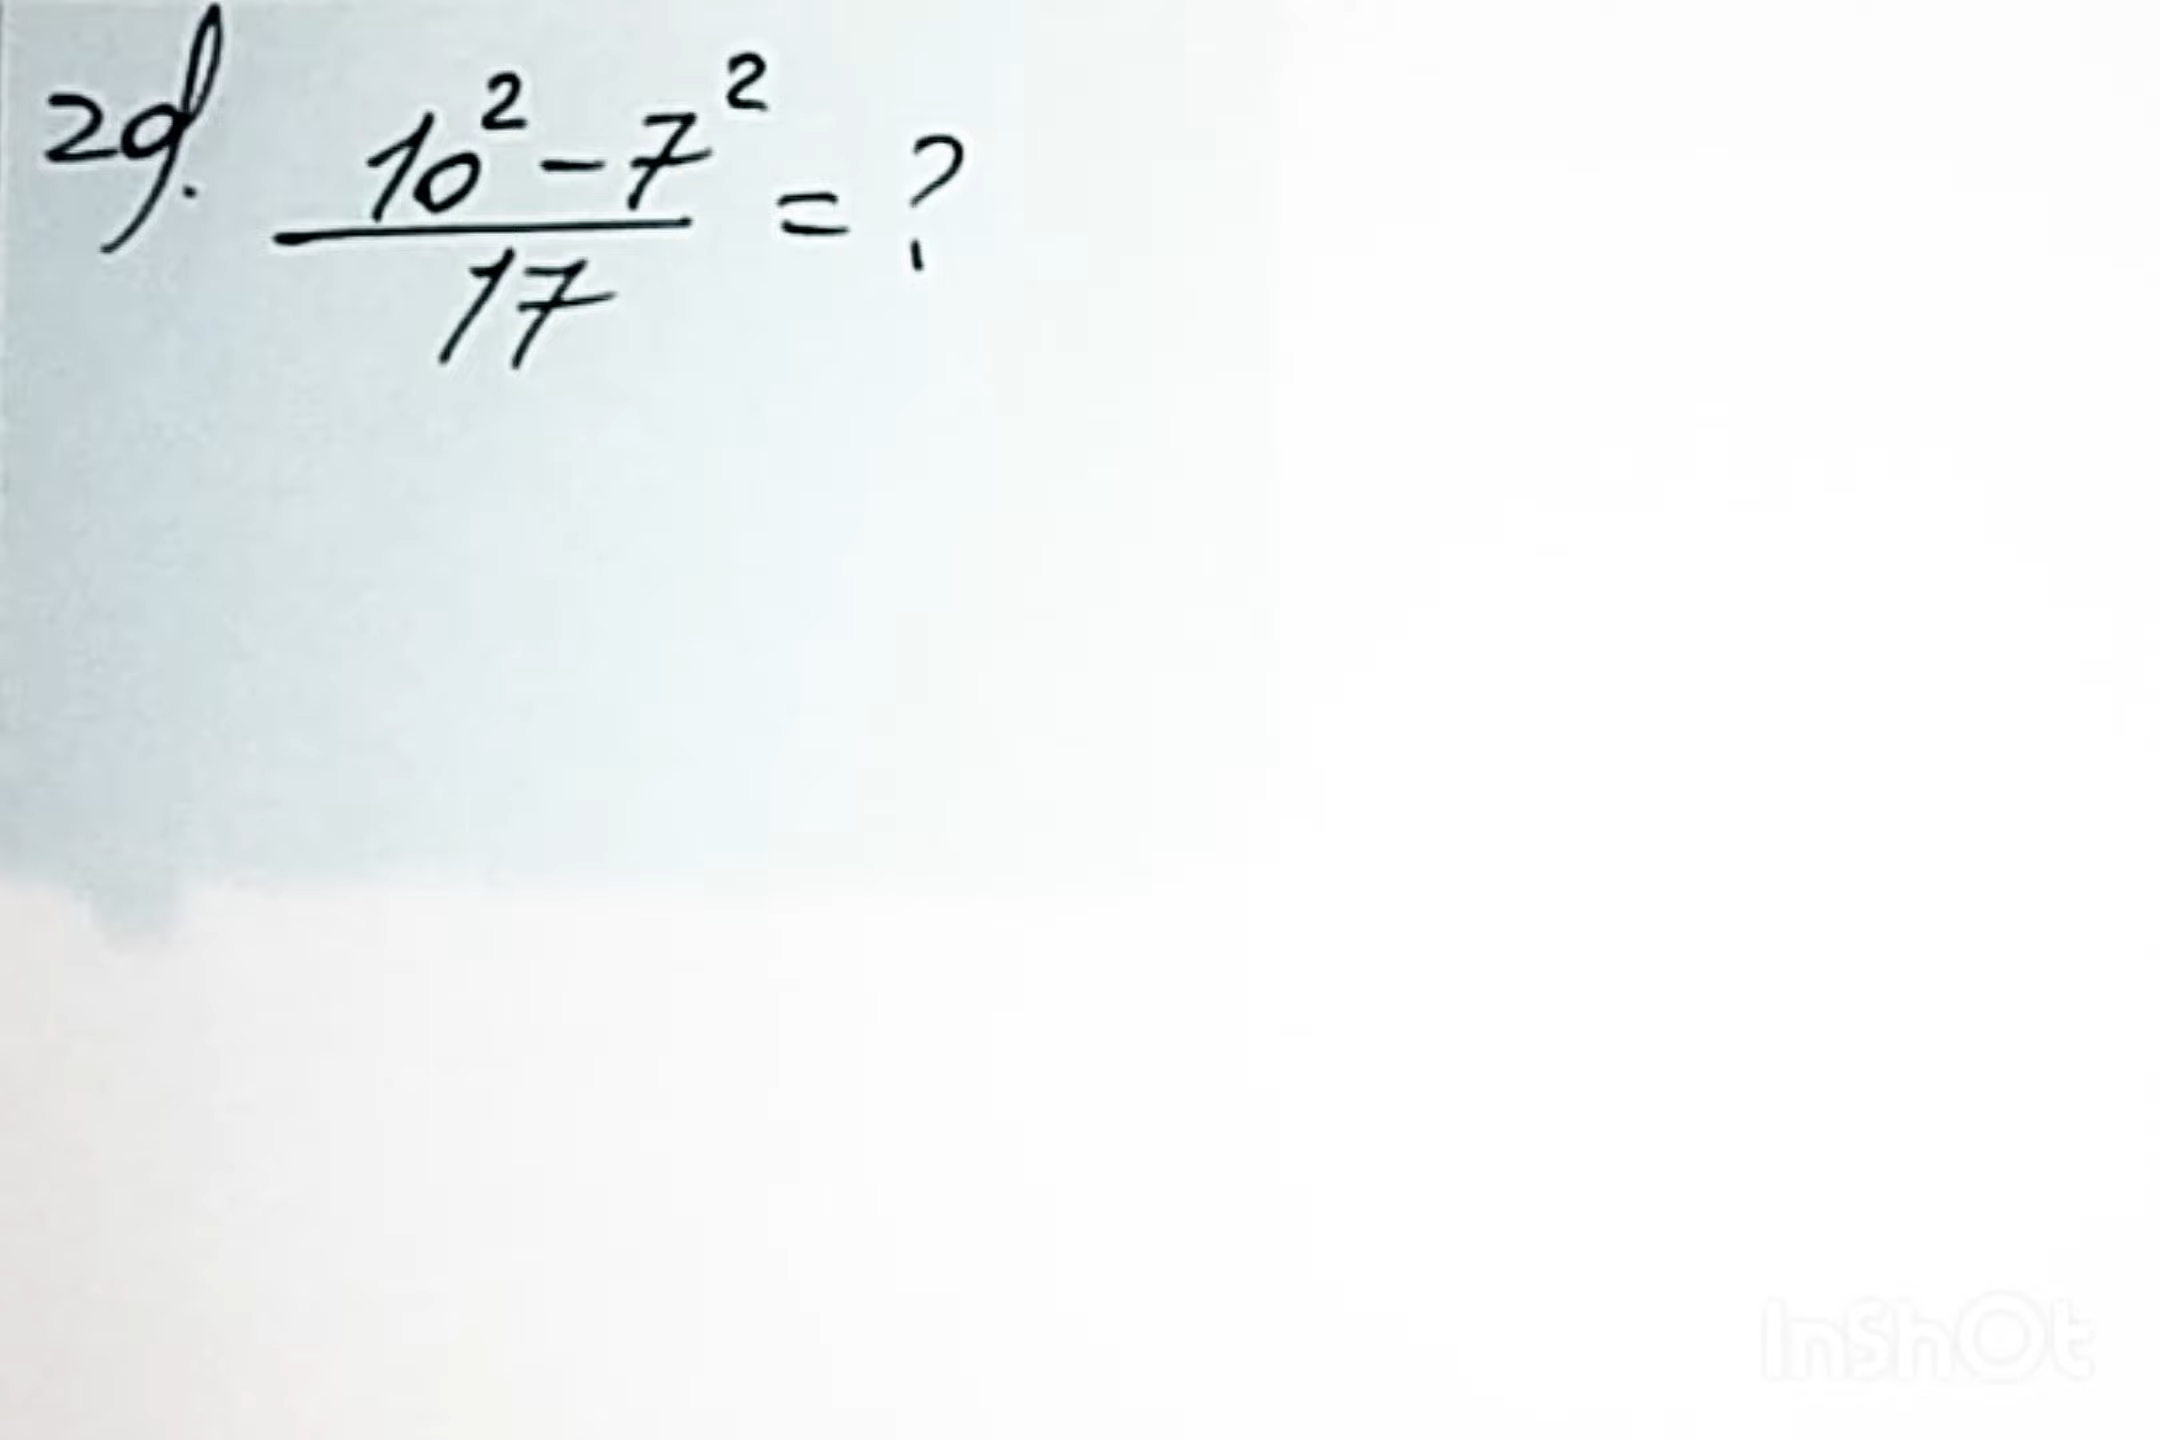 29. 10² - 7² / 17 = ?
InShOt